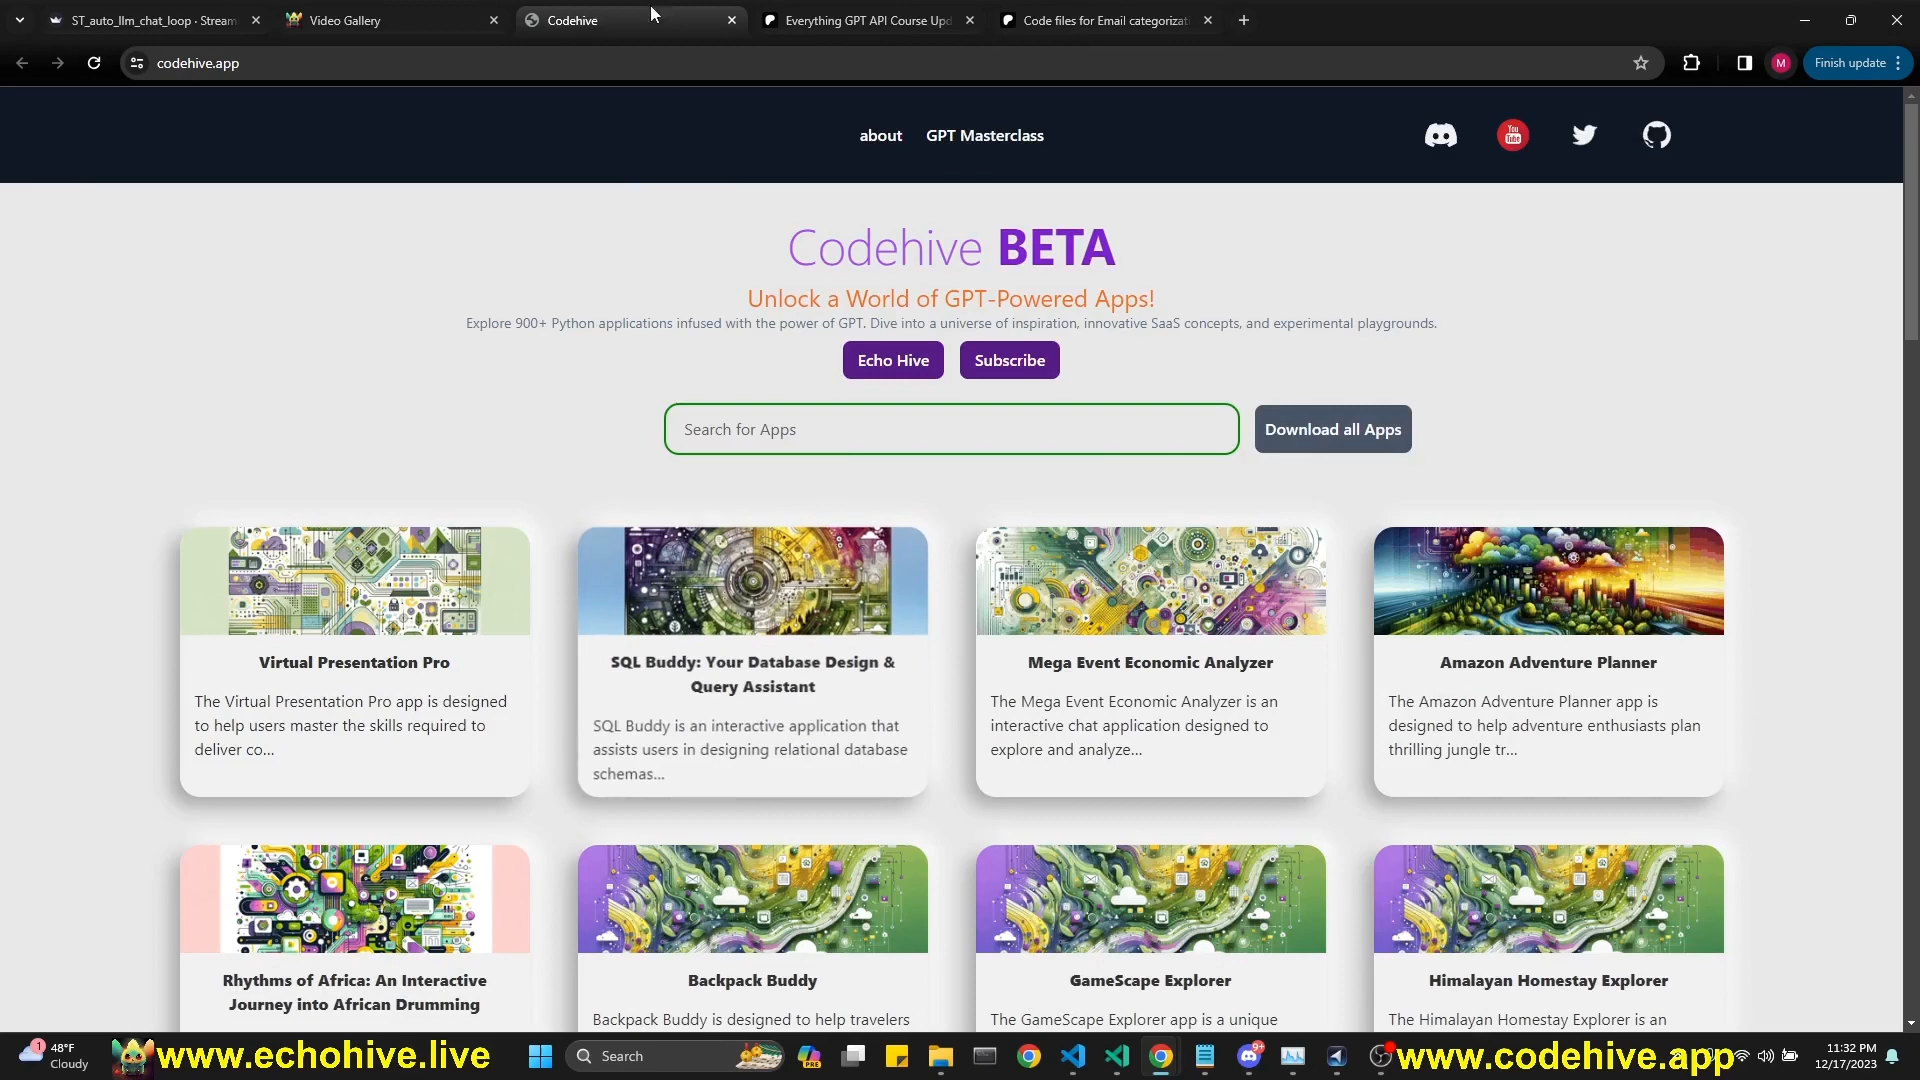 ST_auto_llm_chat_loop · Stream
Video Gallery
Codehive
Everything GPT API Course Upd
Code files for Email categorizati
codehive.app
M
Finish update
about
GPT Masterclass
You
Tube
Codehive BETA
Unlock a World of GPT-Powered Apps!
Explore 900+ Python applications infused with the power of GPT. Dive into a universe of inspiration, innovative SaaS concepts, and experimental playgrounds.
Echo Hive
Subscribe
Search for Apps
Download all Apps
Virtual Presentation Pro
The Virtual Presentation Pro app is designed
to help users master the skills required to
deliver co...
SQL Buddy: Your Database Design &
Query Assistant
SQL Buddy is an interactive application that
assists users in designing relational database
schemas...
Mega Event Economic Analyzer
The Mega Event Economic Analyzer is an
interactive chat application designed to
explore and analyze...
Amazon Adventure Planner
The Amazon Adventure Planner app is
designed to help adventure enthusiasts plan
thrilling jungle tr...
Rhythms of Africa: An Interactive
Journey into African Drumming
Backpack Buddy
Backpack Buddy is designed to help travelers
GameScape Explorer
The GameScape Explorer app is a unique
Himalayan Homestay Explorer
The Himalayan Homestay Explorer is an
1
48°F
Cloudy
www.echohive.live
Search
PRE
9+
www.codehive.app
11:32 PM
12/17/2023